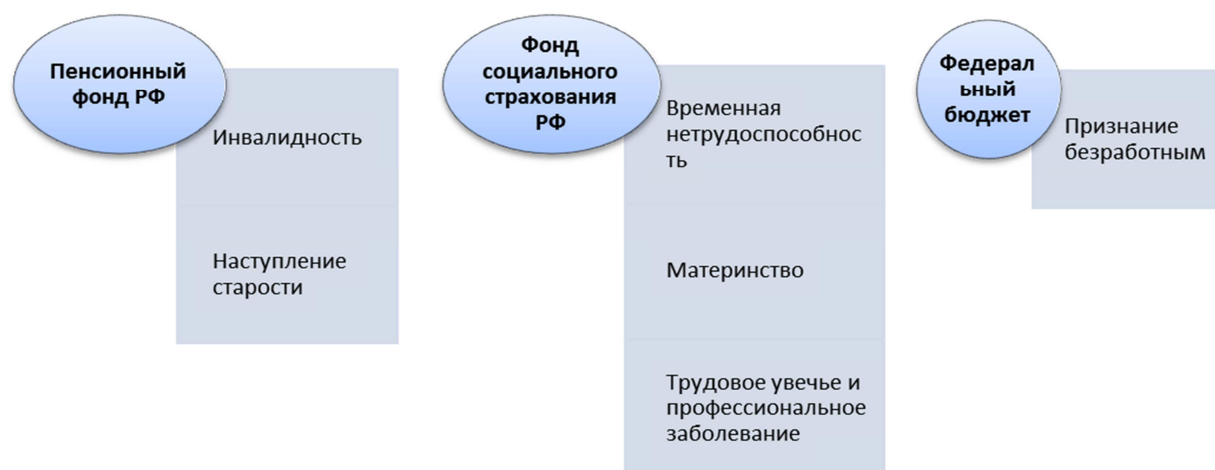 Пенсионный
фонд РФ
Инвалидность
Наступление
старости
Фонд
социального
страхования
РФ
Временная
нетрудоспособнос
ть
Материнство
Трудовое увечье и
профессиональное
заболевание
Федерал
ьный
бюджет
Признание
безработным